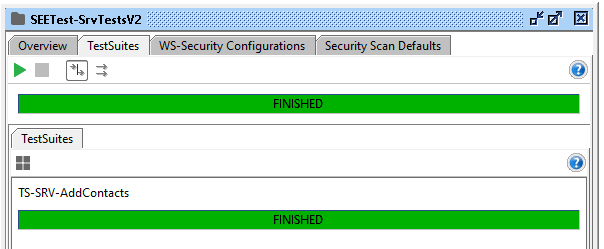 SEETest-SrvTestsV2
Overview TestSuites WS-Security Configurations Security Scan Defaults
FINISHED
TestSuites
TS-SRV-AddContacts
FINISHED